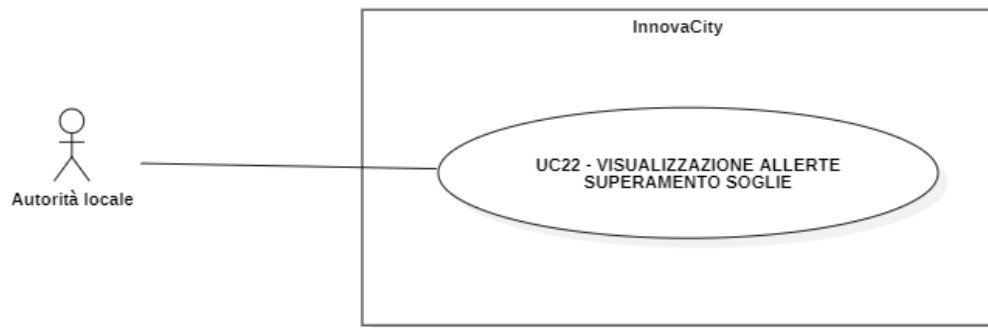 InnovaCity
UC22 - VISUALIZZAZIONE ALLERTE
SUPERAMENTO SOGLIE
Autorità locale